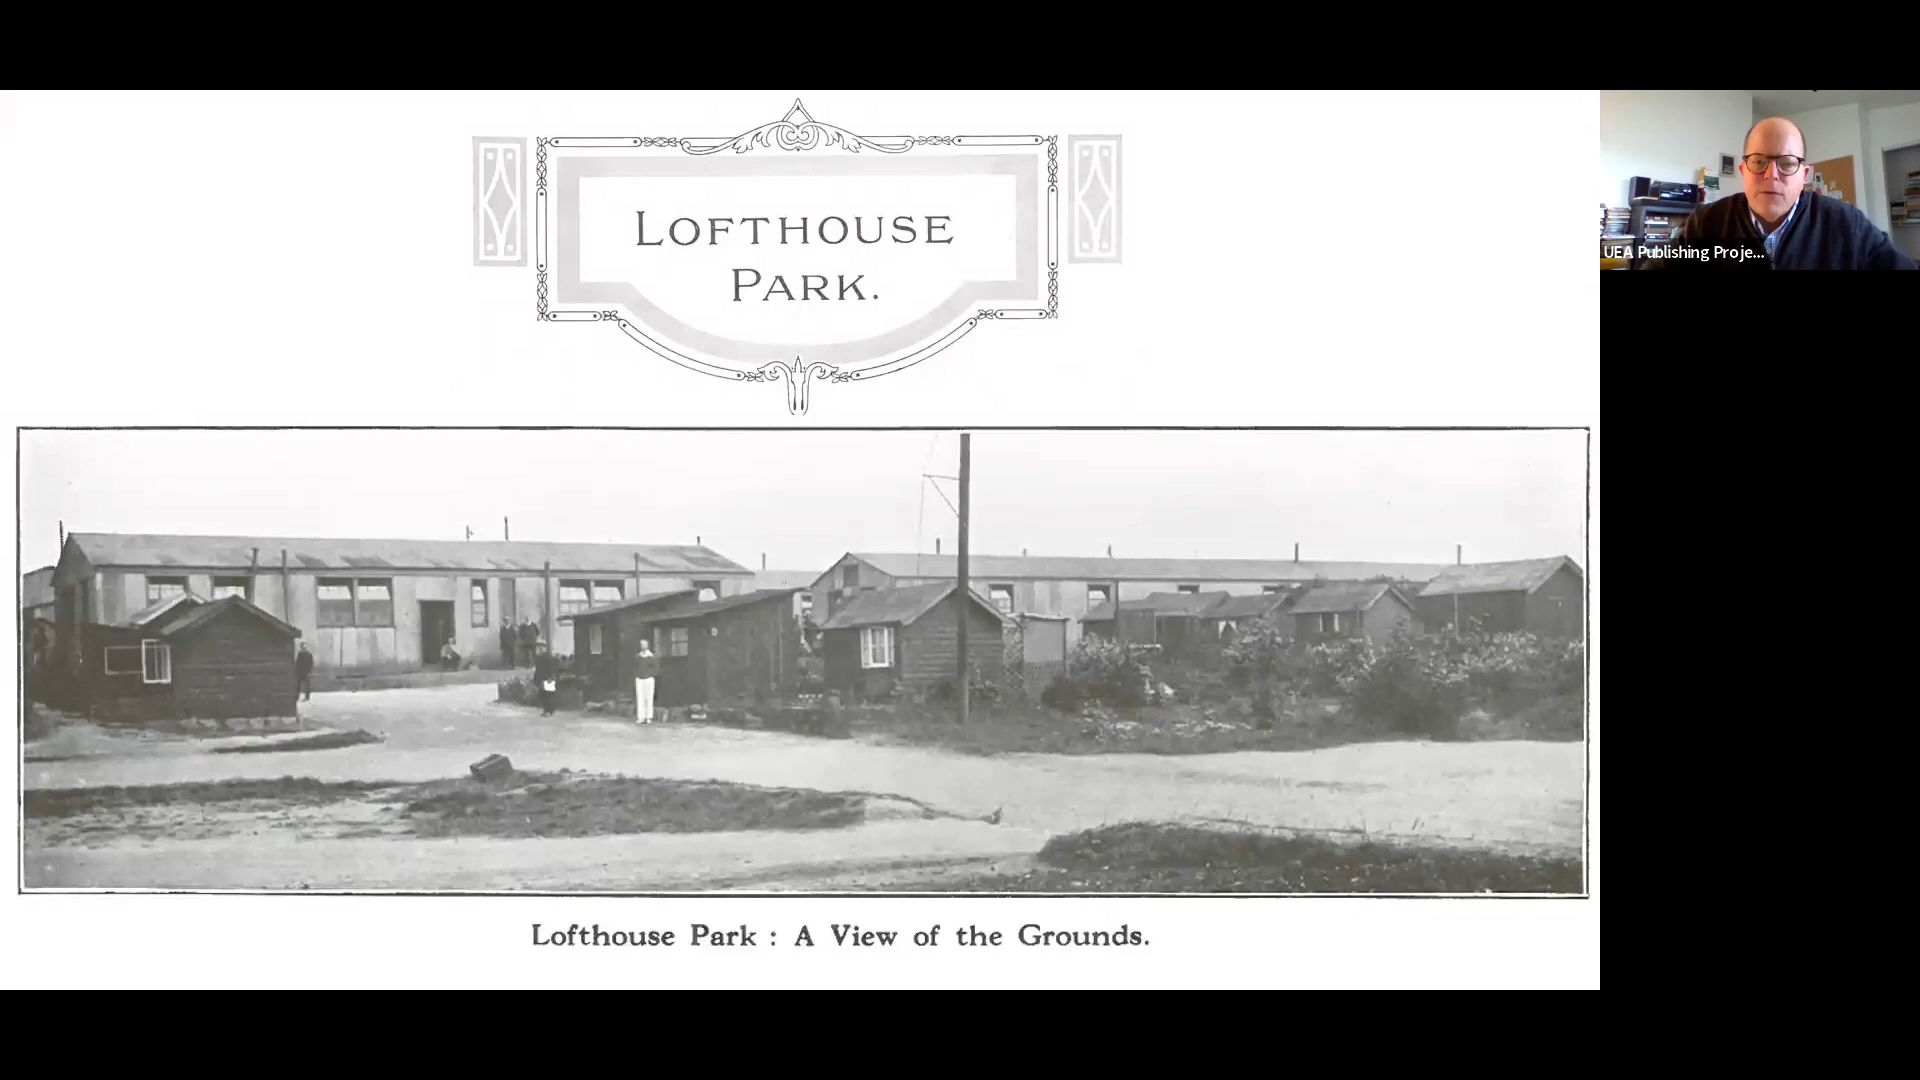 LOFTHOUSE
PARK.
UEA Publishing Proje...
Lofthouse Park : A View of the Grounds.